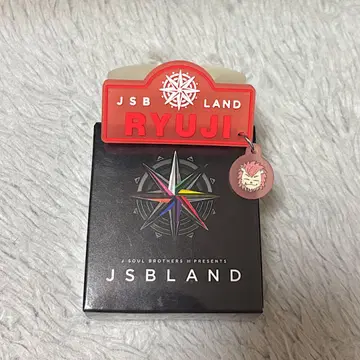 JSB LAND
RYUJI
J SOUL BROTHERS III PRESENTS
JSBLAND